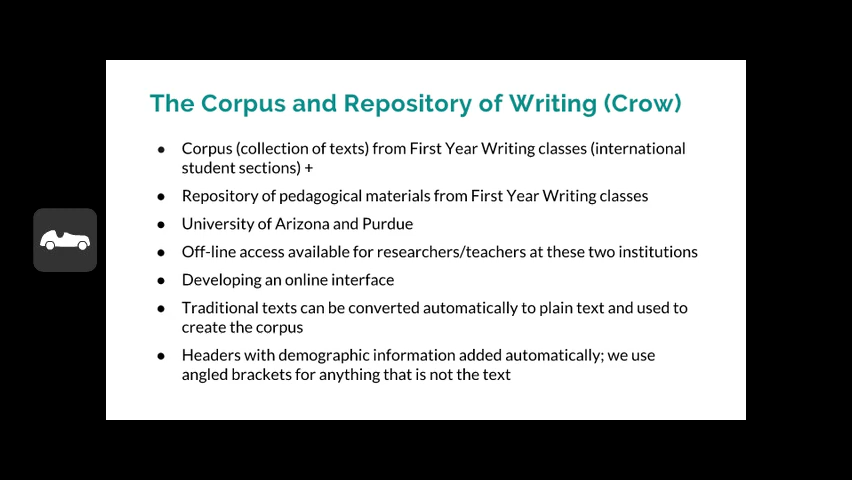 The Corpus and Repository of Writing (Crow)
● Corpus (collection of texts) from First Year Writing classes (international
student sections) +
● Repository of pedagogical materials from First Year Writing classes
● University of Arizona and Purdue
● Off-line access available for researchers/teachers at these two institutions
● Developing an online interface
● Traditional texts can be converted automatically to plain text and used to
create the corpus
● Headers with demographic information added automatically; we use
angled brackets for anything that is not the text